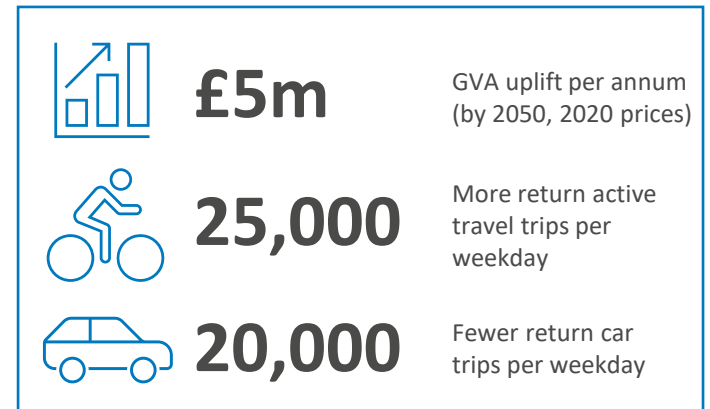 £5m
GVA uplift per annum
(by 2050, 2020 prices)
25,000
More return active
travel trips per
weekday
20,000
Fewer return car
trips per weekday